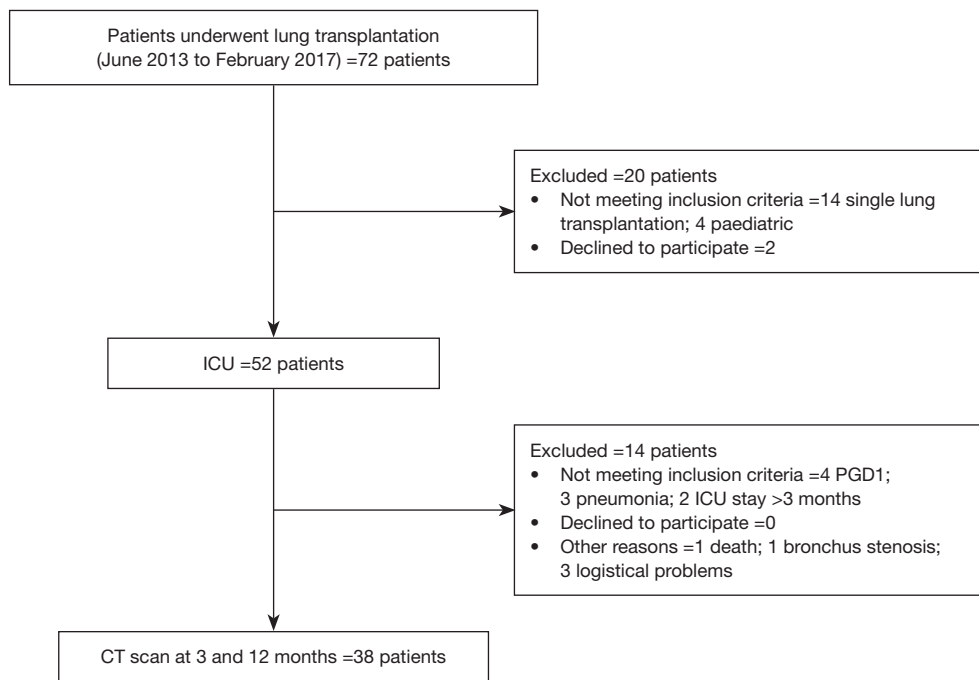 Patients underwent lung transplantation
(June 2013 to February 2017) =72 patients
Excluded =20 patients
• Not meeting inclusion criteria =14 single lung
transplantation; 4 paediatric
• Declined to participate =2
ICU =52 patients
Excluded =14 patients
• Not meeting inclusion criteria =4 PGD1;
3 pneumonia; 2 ICU stay >3 months
• Declined to participate =0
• Other reasons =1 death; 1 bronchus stenosis;
3 logistical problems
CT scan at 3 and 12 months =38 patients